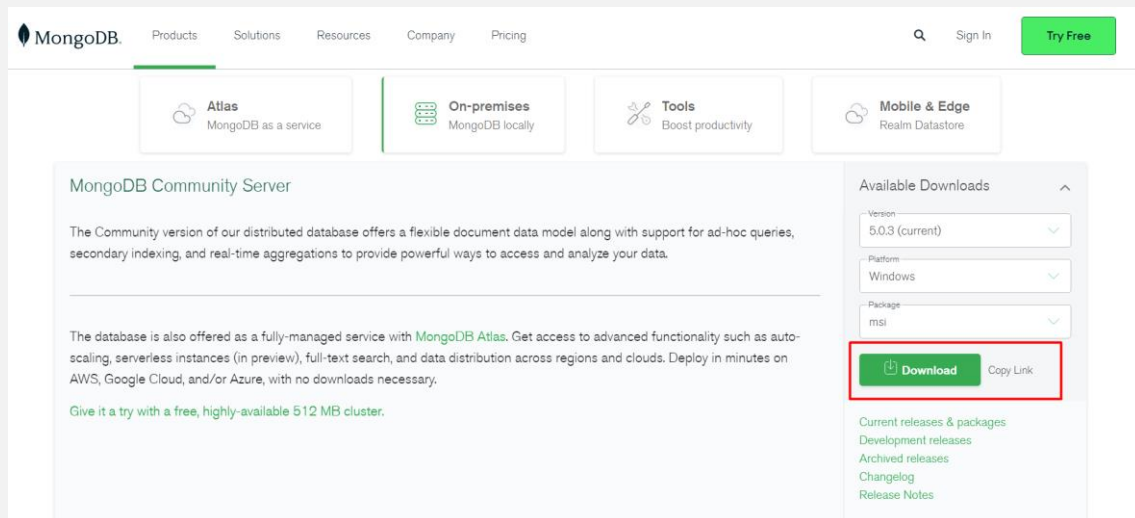 MongoDB.
Products
Solutions
Resources
Company
Pricing
Sign In
Try Free
Atlas
MongoDB as a service
On-premises
MongoDB locally
Tools
Boost productivity
Mobile & Edge
Realm Datastore
MongoDB Community Server
The Community version of our distributed database offers a flexible document data model along with support for ad-hoc queries,
secondary indexing, and real-time aggregations to provide powerful ways to access and analyze your data.
The database is also offered as a fully-managed service with MongoDB Atlas. Get access to advanced functionality such as auto-
scaling, serverless instances (in preview), full-text search, and data distribution across regions and clouds. Deploy in minutes on
AWS, Google Cloud, and/or Azure, with no downloads necessary.
Give it a try with a free, highly-available 512 MB cluster.
Available Downloads
Version
5.0.3 (current)
Platform
Windows
Package
msi
Download
Copy Link
Current releases & packages
Development releases
Archived releases
Changelog
Release Notes